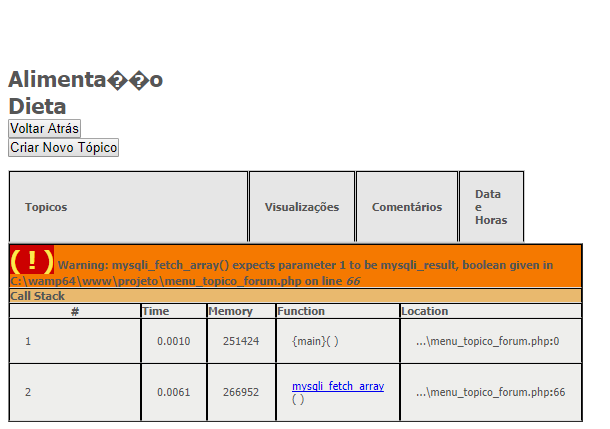 Alimenta��o
Dieta
Voltar Atrás
Criar Novo Tópico
Topicos Visualizações Comentários Data e Horas
( ! ) Warning: mysqli_fetch_array() expects parameter 1 to be mysqli_result, boolean given in
C:\wamp64\www\projeto\menu_topico_forum.php on line 66
Call Stack
# Time Memory Function Location
1 0.0010 251424 {main}( ) ...\menu_topico_forum.php:0
2 0.0061 266952 mysqli_fetch_array ( ) ...\menu_topico_forum.php:66